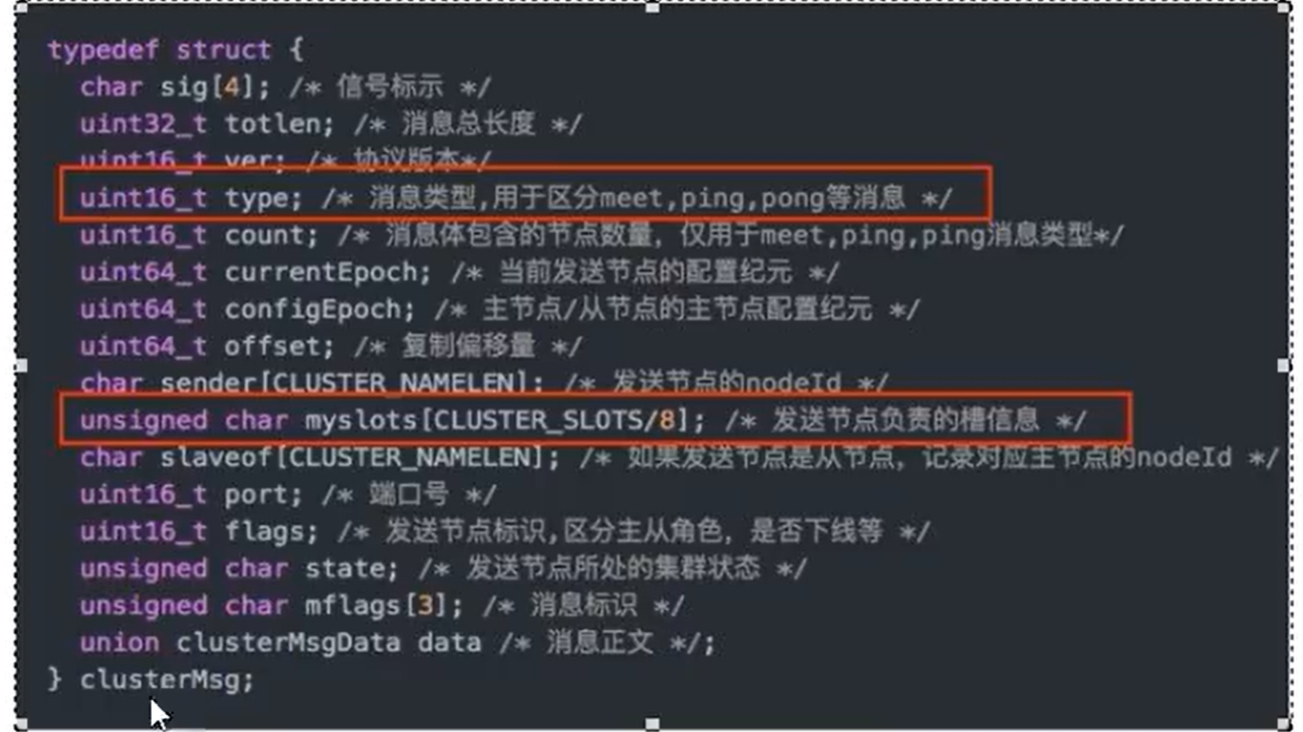 typedef struct {
char sig[4]; /* 信号标示 */
uint32_t totlen; /* 消息总长度 */
uint16_t ver; /* 协议版本*/
uint16_t type; /* 消息类型,用于区分meet,ping,pong等消息 */
uint16_t count; /* 消息体包含的节点数量，仅用于meet,ping,ping消息类型*/
uint64_t currentEpoch; /* 当前发送节点的配置纪元 */
uint64_t configEpoch; /* 主节点/从节点的主节点配置纪元 */
uint64_t offset; /* 复制偏移量 */
char sender[CLUSTER_NAMELEN]; /* 发送节点的nodeId */
unsigned char myslots[CLUSTER_SLOTS/8]; /* 发送节点负责的槽信息 */
char slaveof[CLUSTER_NAMELEN]; /* 如果发送节点是从节点，记录对应主节点的nodeId */
uint16_t port; /* 端口号 */
uint16_t flags; /* 发送节点标识,区分主从角色，是否下线等 */
unsigned char state; /* 发送节点所处的集群状态 */
unsigned char mflags[3]; /* 消息标识 */
union clusterMsgData data /* 消息正文 */;
} clusterMsg;